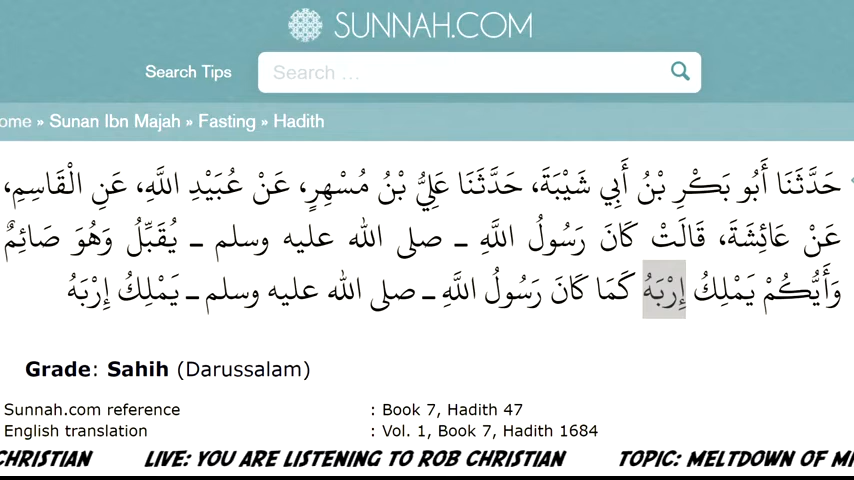 SUNNAH.COM
Search Tips
Search ...
ome » Sunan Ibn Majah » Fasting » Hadith
حَدَّثَنَا أَبُو بَكْرِ بْنُ أَبِي شَيْبَةَ، حَدَّثَنَا عَلِيُّ بْنُ مُسْهِرٍ، عَنْ عُبَيْدِ اللَّهِ، عَنِ الْقَاسِمِ،
عَنْ عَائِشَةَ، قَالَتْ كَانَ رَسُولُ اللَّهِ ـ صلى الله عليه وسلم ـ يُقَبِّلُ وَهُوَ صَائِمٌ
وَأَيُّكُمْ يَمْلِكُ إِرْبَهُ كَمَا كَانَ رَسُولُ اللَّهِ ـ صلى الله عليه وسلم ـ يَمْلِكُ إِرْبَهُ
Grade: Sahih (Darussalam)
Sunnah.com reference : Book 7, Hadith 47
English translation : Vol. 1, Book 7, Hadith 1684
CHRISTIAN LIVE: YOU ARE LISTENING TO ROB CHRISTIAN TOPIC: MELTDOWN OF MI